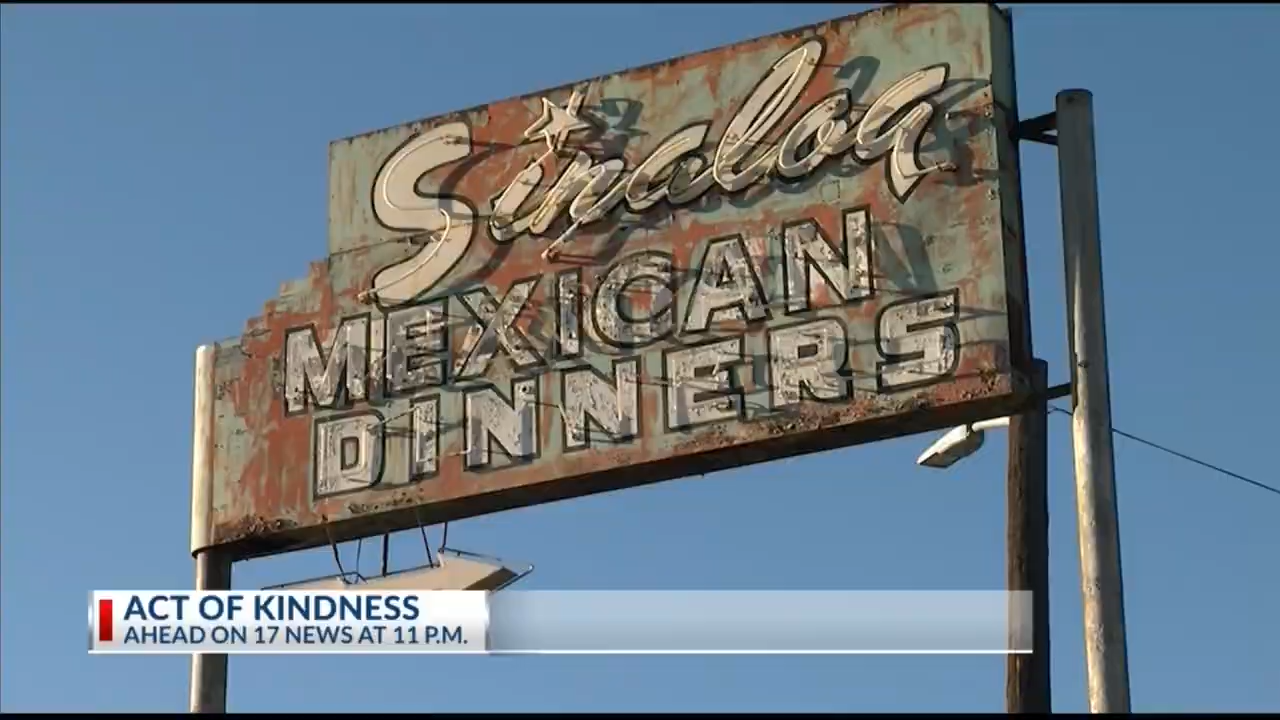 Sinaloa
MEXICAN
DINNERS
ACT OF KINDNESS
AHEAD ON 17 NEWS AT 11 P.M.